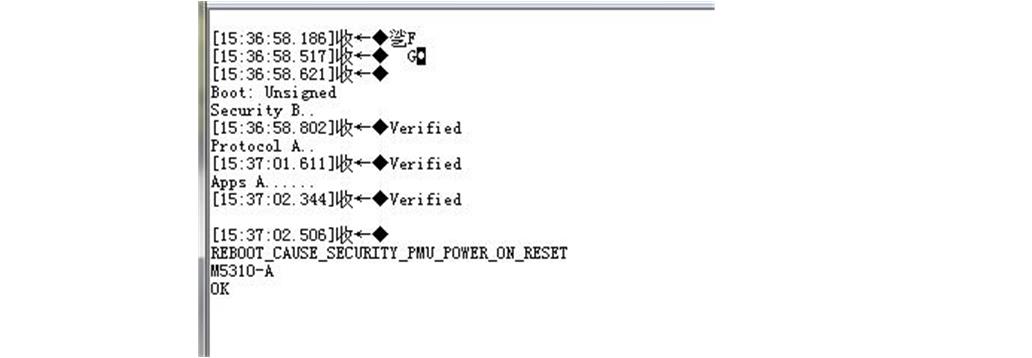 [15:36:58.186]收←◆F
[15:36:58.517]收←◆  G
[15:36:58.621]收←◆
Boot: Unsigned
Security B..
[15:36:58.802]收←◆Verified
Protocol A..
[15:37:01.611]收←◆Verified
Apps A......
[15:37:02.344]收←◆Verified
[15:37:02.506]收←◆
REBOOT_CAUSE_SECURITY_PMU_POWER_ON_RESET
M5310-A
OK